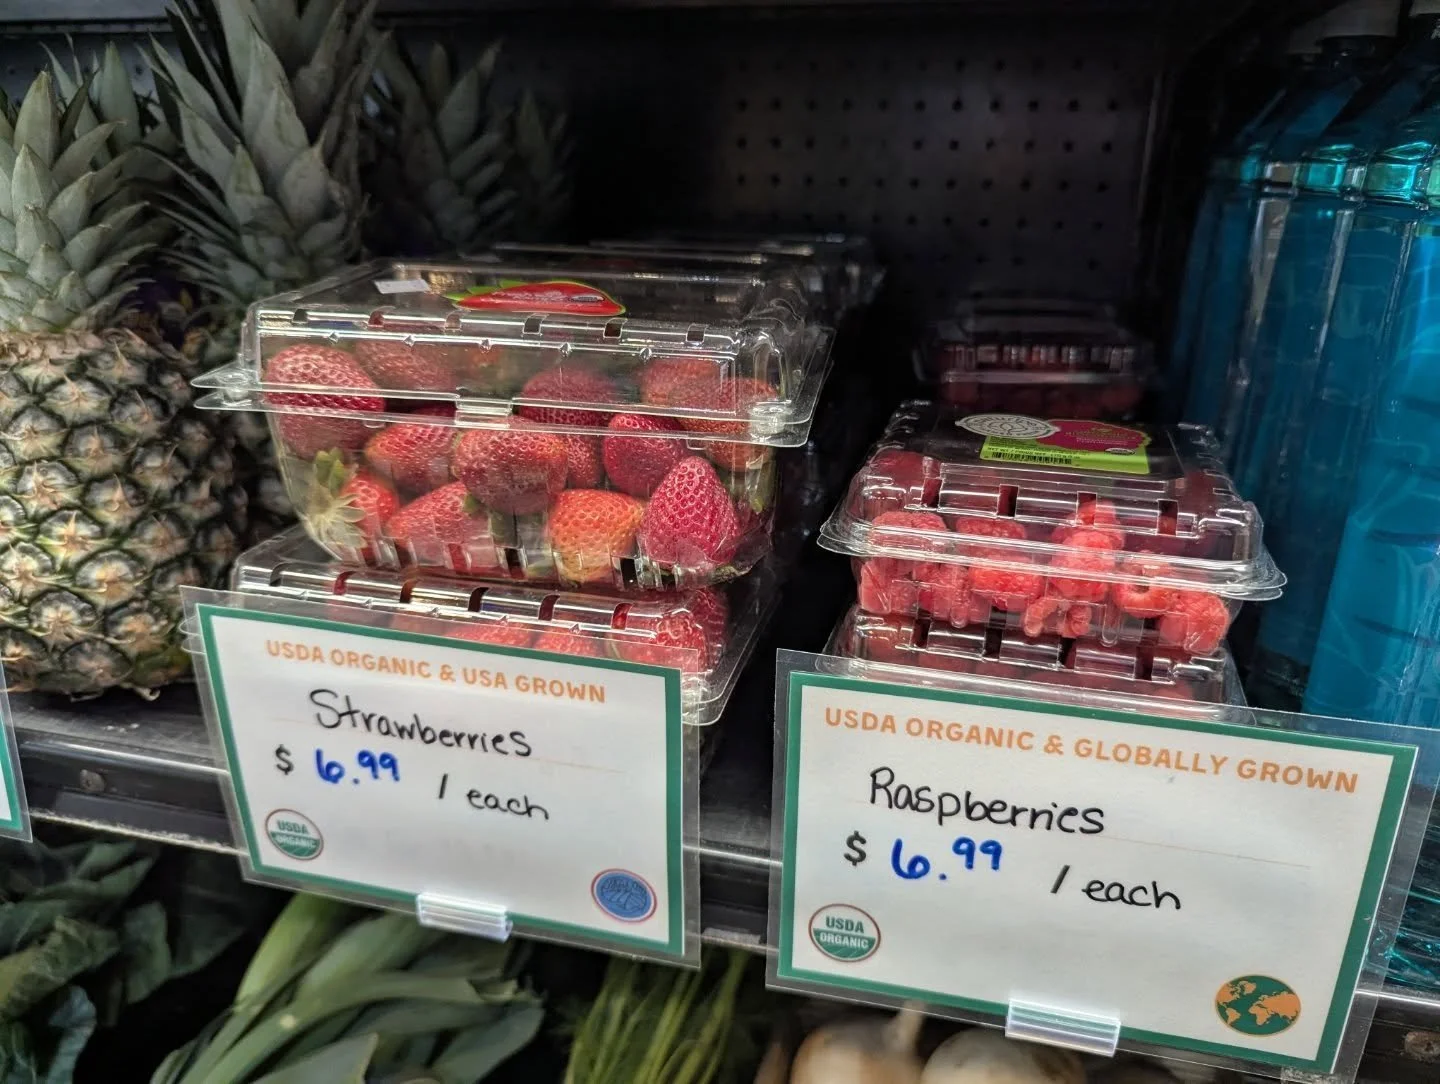 USDA ORGANIC & USA GROWN
Strawberries
$ 6.99 / each
USDA
ORGANIC
USDA ORGANIC & GLOBALLY GROWN
Raspberries
$ 6.99 / each
USDA
ORGANIC